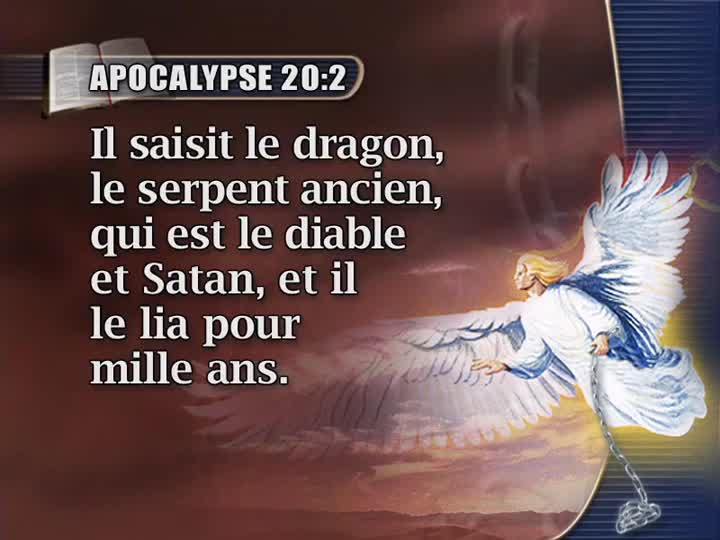 APOCALYPSE 20:2
Il saisit le dragon,
le serpent ancien,
qui est le diable
et Satan, et il
le lia pour
mille ans.